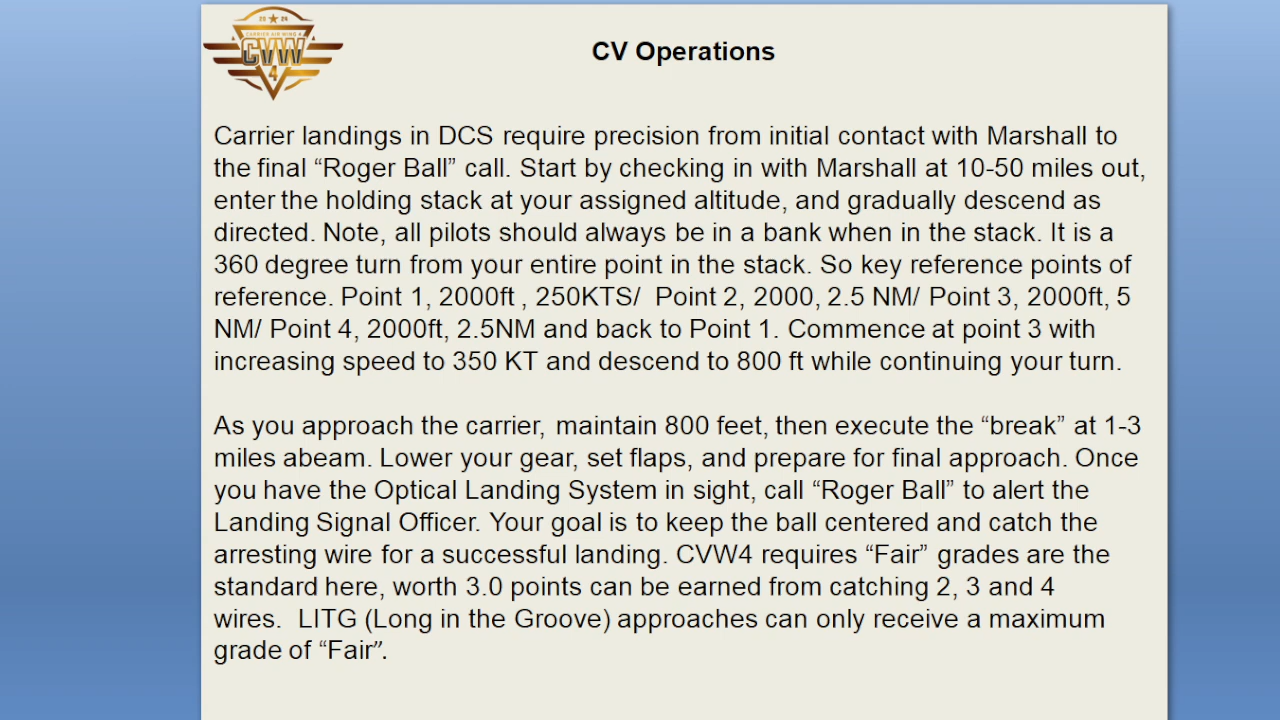 20 ★ 24
CARRIER AIR WING 4
CVW
4
CV Operations
Carrier landings in DCS require precision from initial contact with Marshall to
the final “Roger Ball” call. Start by checking in with Marshall at 10-50 miles out,
enter the holding stack at your assigned altitude, and gradually descend as
directed. Note, all pilots should always be in a bank when in the stack. It is a
360 degree turn from your entire point in the stack. So key reference points of
reference. Point 1, 2000ft , 250KTS/ Point 2, 2000, 2.5 NM/ Point 3, 2000ft, 5
NM/ Point 4, 2000ft, 2.5NM and back to Point 1. Commence at point 3 with
increasing speed to 350 KT and descend to 800 ft while continuing your turn.
As you approach the carrier, maintain 800 feet, then execute the “break” at 1-3
miles abeam. Lower your gear, set flaps, and prepare for final approach. Once
you have the Optical Landing System in sight, call “Roger Ball” to alert the
Landing Signal Officer. Your goal is to keep the ball centered and catch the
arresting wire for a successful landing. CVW4 requires “Fair” grades are the
standard here, worth 3.0 points can be earned from catching 2, 3 and 4
wires. LITG (Long in the Groove) approaches can only receive a maximum
grade of “Fair”.